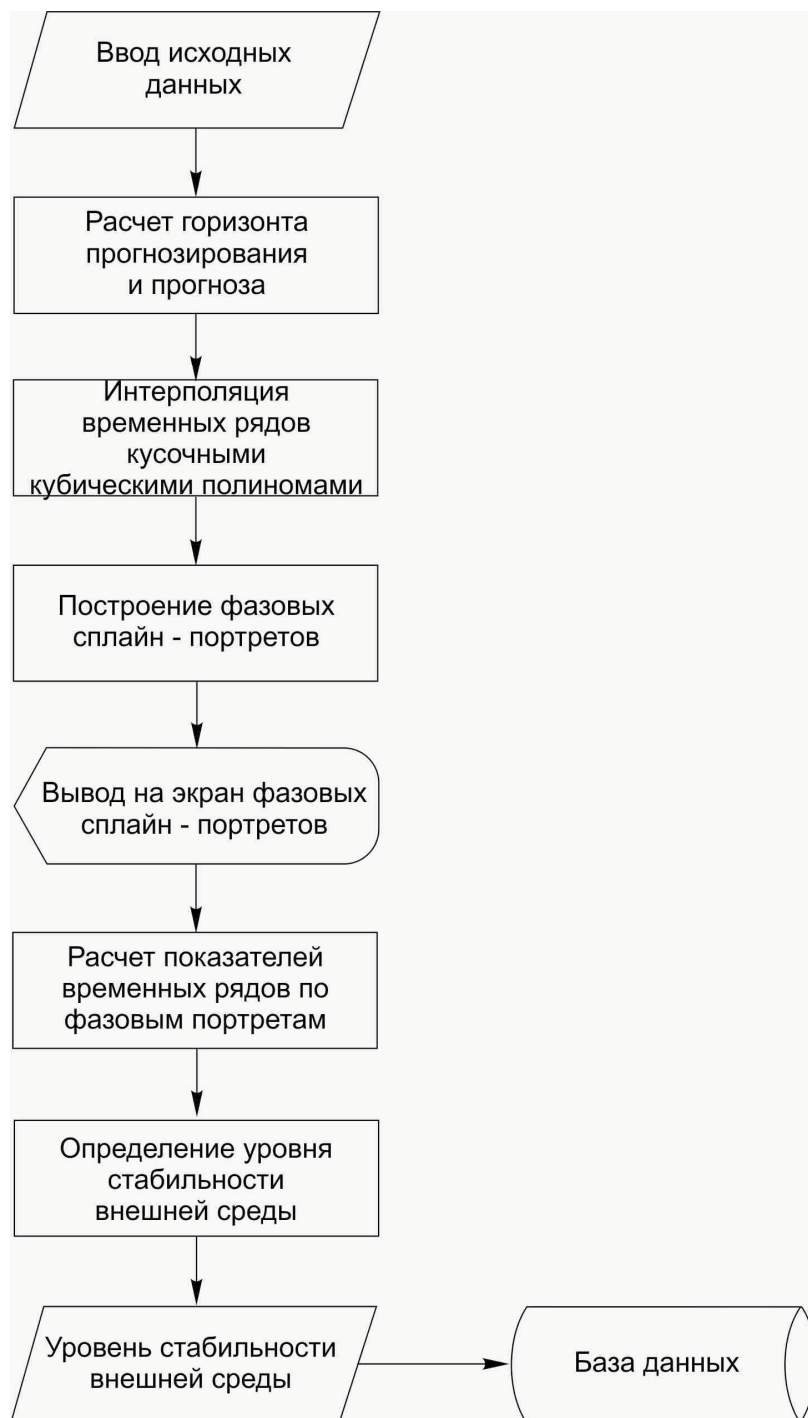 Ввод исходных
данных
Расчет горизонта
прогнозирования
и прогноза
Интерполяция
временных рядов
кусочными
кубическими полиномами
Построение фазовых
сплайн - портретов
Вывод на экран фазовых
сплайн - портретов
Расчет показателей
временных рядов по
фазовым портретам
Определение уровня
стабильности
внешней среды
Уровень стабильности
внешней среды
База данных